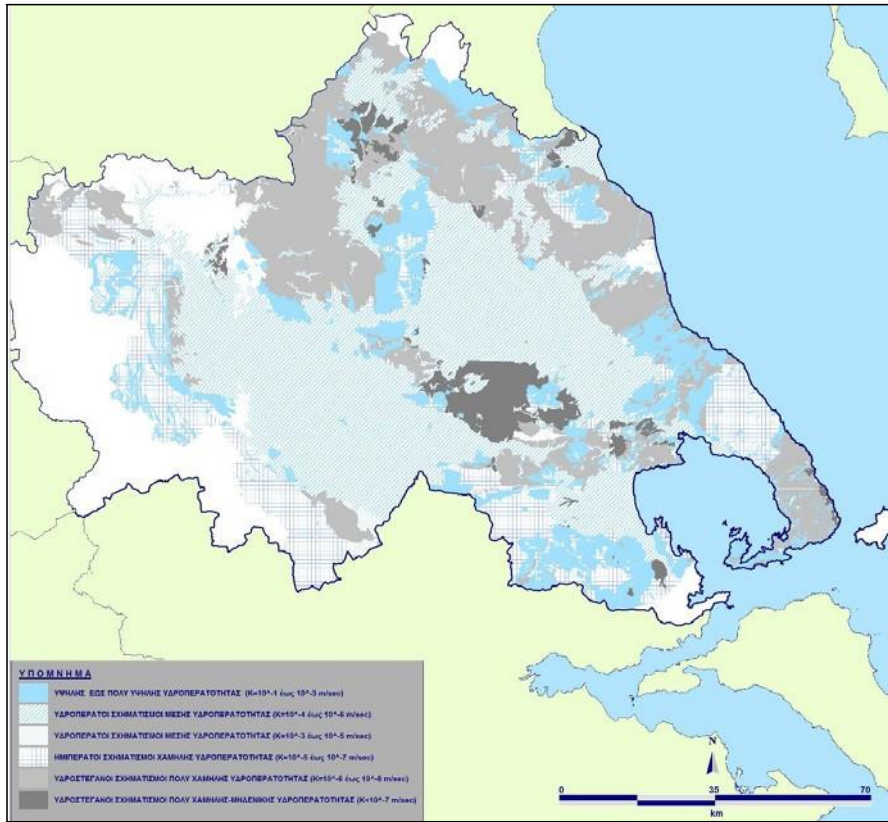 ΥΠΟΜΝΗΜΑ
ΥΨΗΛΗΣ ΕΩΣ ΠΟΛΥ ΥΨΗΛΗΣ ΥΔΡΟΠΕΡΑΤΟΤΗΤΑΣ (K=10^-1 έως 10^-3 m/sec)
ΥΔΡΟΠΕΡΑΤΟΙ ΣΧΗΜΑΤΙΣΜΟΙ ΜΕΣΗΣ ΥΔΡΟΠΕΡΑΤΟΤΗΤΑΣ (K=10^-4 έως 10^-6 m/sec)
ΥΔΡΟΠΕΡΑΤΟΙ ΣΧΗΜΑΤΙΣΜΟΙ ΜΕΣΗΣ ΥΔΡΟΠΕΡΑΤΟΤΗΤΑΣ (K=10^-3 έως 10^-5 m/sec)
ΗΜΙΠΕΡΑΤΟΙ ΣΧΗΜΑΤΙΣΜΟΙ ΧΑΜΗΛΗΣ ΥΔΡΟΠΕΡΑΤΟΤΗΤΑΣ (K=10^-5 έως 10^-7 m/sec)
ΥΔΡΟΣΤΕΓΑΝΟΙ ΣΧΗΜΑΤΙΣΜΟΙ ΠΟΛΥ ΧΑΜΗΛΗΣ ΥΔΡΟΠΕΡΑΤΟΤΗΤΑΣ (K=10^-6 έως 10^-8 m/sec)
ΥΔΡΟΣΤΕΓΑΝΟΙ ΣΧΗΜΑΤΙΣΜΟΙ ΠΟΛΥ ΧΑΜΗΛΗΣ-ΜΗΔΕΝΙΚΗΣ ΥΔΡΟΠΕΡΑΤΟΤΗΤΑΣ (K=10^-7 m/sec)
N
0 35 70
km